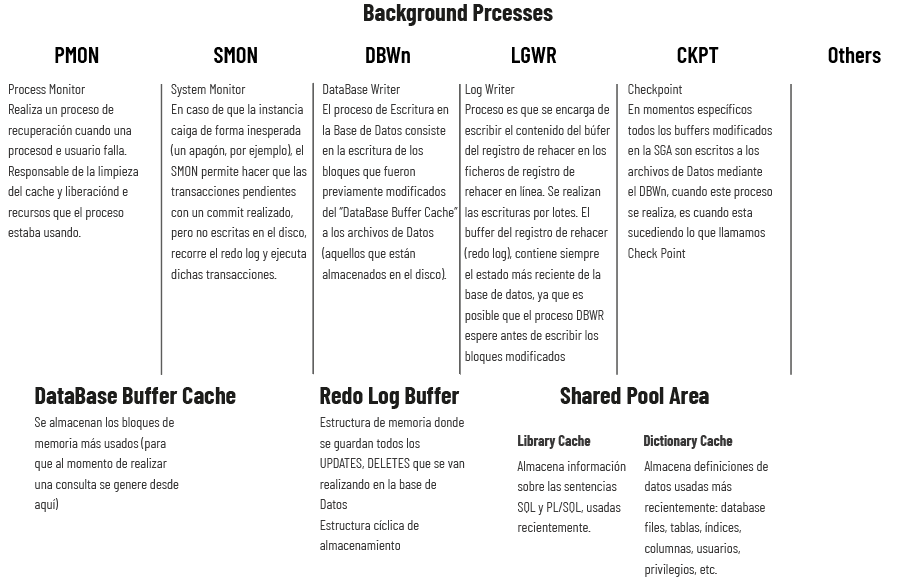 Background Prcesses
PMON
Process Monitor
Realiza un proceso de
recuperación cuando una
procesod e usuario falla.
Responsable de la limpieza
del cache y liberaciónd e
recursos que el proceso
estaba usando.
SMON
System Monitor
En caso de que la instancia
caiga de forma inesperada
(un apagón, por ejemplo), el
SMON permite hacer que las
transacciones pendientes
con un commit realizado,
pero no escritas en el disco,
recorre el redo log y ejecuta
dichas transacciones.
DBWn
DataBase Writer
El proceso de Escritura en
la Base de Datos consiste
en la escritura de los
bloques que fueron
previamente modificados
del "DataBase Buffer Cache"
a los archivos de Datos
(aquellos que están
almacenados en el disco).
LGWR
Log Writer
Proceso es que se encarga de
escribir el contenido del búfer
del registro de rehacer en los
ficheros de registro de
rehacer en línea. Se realizan
las escrituras por lotes. El
buffer del registro de rehacer
(redo log), contiene siempre
el estado más reciente de la
base de datos, ya que es
posible que el proceso DBWR
espere antes de escribir los
bloques modificados
CKPT
Checkpoint
En momentos específicos
todos los buffers modificados
en la SGA son escritos a los
archivos de Datos mediante
el DBWn, cuando este proceso
se realiza, es cuando esta
sucediendo lo que llamamos
Check Point
Others
DataBase Buffer Cache
Se almacenan los bloques de
memoria más usados (para
que al momento de realizar
una consulta se genere desde
aquí)
Redo Log Buffer
Estructura de memoria donde
se guardan todos los
UPDATES, DELETES que se van
realizando en la base de
Datos
Estructura cíclica de
almacenamiento
Shared Pool Area
Library Cache
Almacena información
sobre las sentencias
SQL y PL/SQL, usadas
recientemente.
Dictionary Cache
Almacena definiciones de
datos usadas más
recientemente: database
files, tablas, índices,
columnas, usuarios,
privilegios, etc.